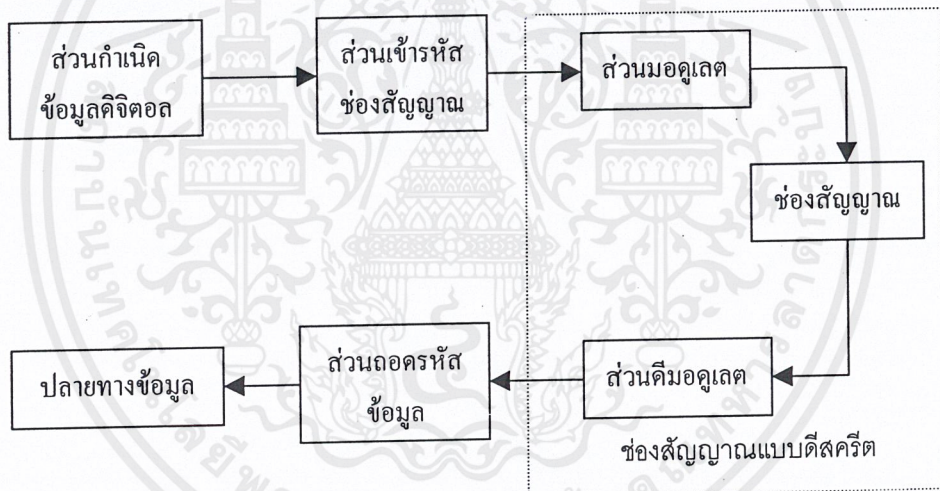 ส่วนกำเนิด
ข้อมูลดิจิตอล
ส่วนเข้ารหัส
ช่องสัญญาณ
ส่วนมอดูเลต
ช่องสัญญาณ
ส่วนดีมอดูเลต
ส่วนถอดรหัส
ข้อมูล
ปลายทางข้อมูล
ช่องสัญญาณแบบดีสครีต